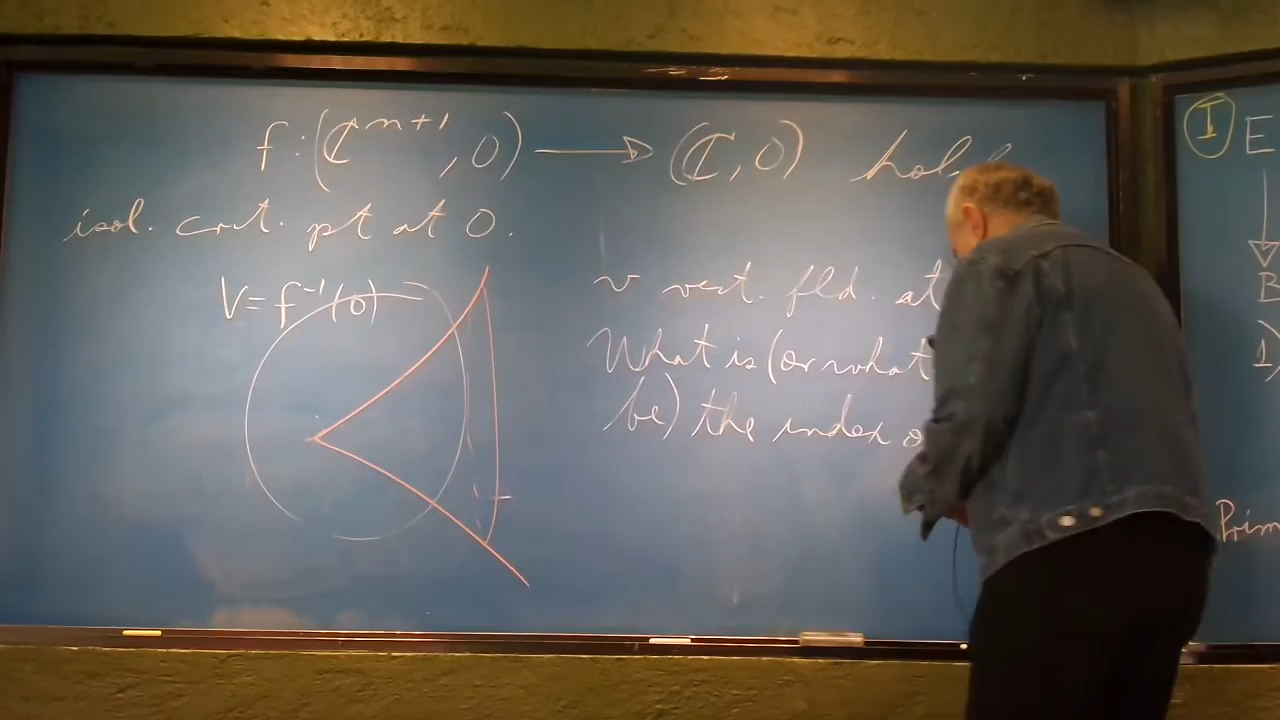 f : (ℂⁿ⁺¹, 0) → (ℂ, 0) hol
isol. crit. pt at 0.
V = f⁻¹(0)
v vect. fld. at
What is (or what
be) the index o
I E
B
1)
Prim